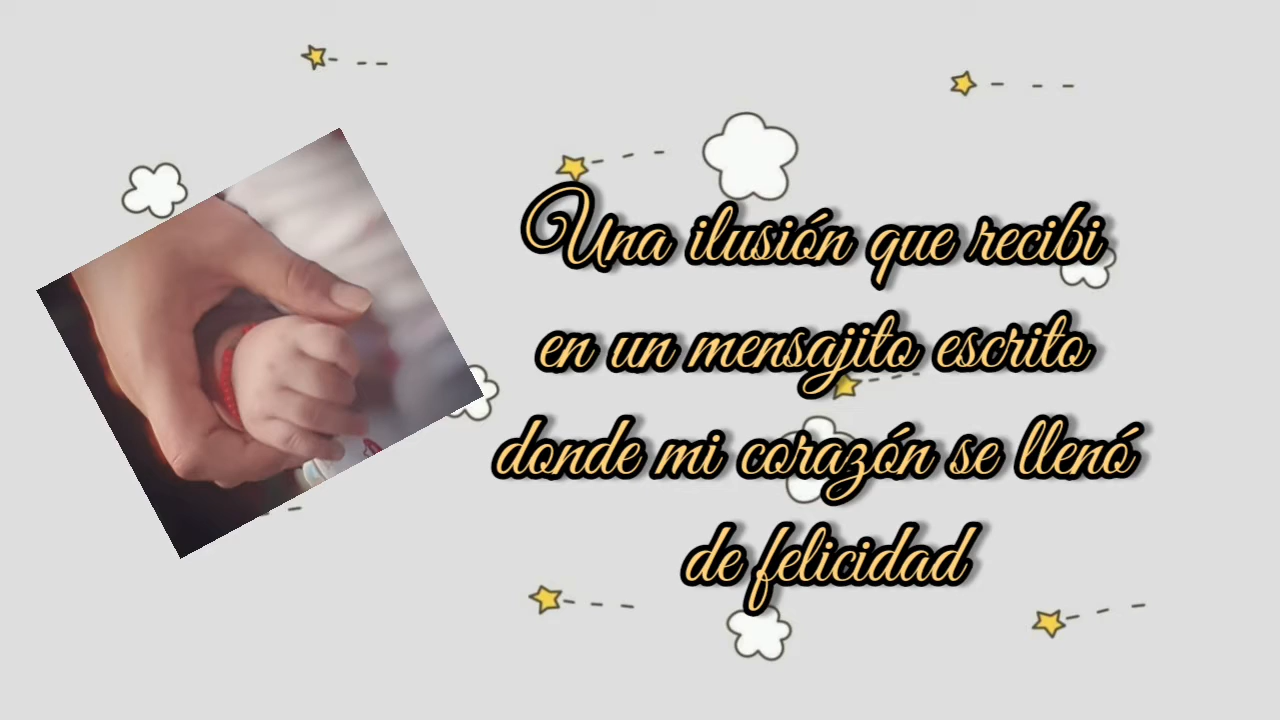 Una ilusión que recibi
en un mensajito escrito
donde mi corazón se llenó
de felicidad